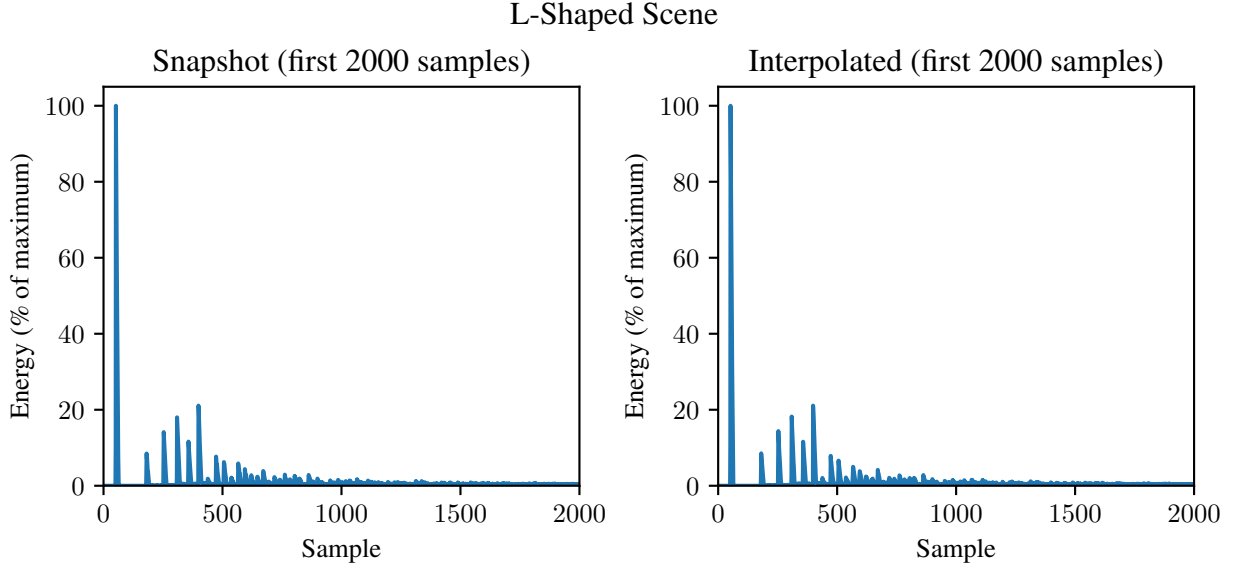 L-Shaped Scene
Snapshot (first 2000 samples)
Energy (% of maximum)
100
80
60
40
20
0
0 500 1000 1500 2000
Sample
Interpolated (first 2000 samples)
Energy (% of maximum)
100
80
60
40
20
0
0 500 1000 1500 2000
Sample